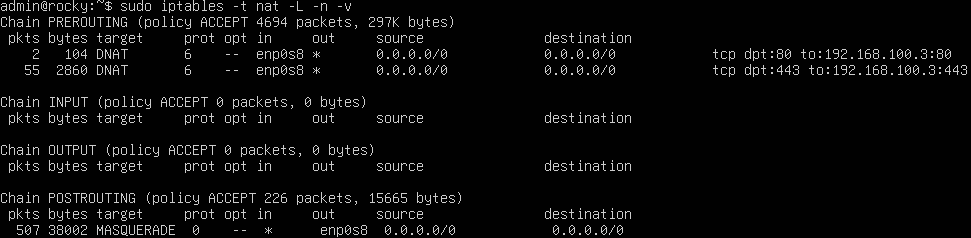 admin@rocky:~$ sudo iptables -t nat -L -n -v
Chain PREROUTING (policy ACCEPT 4694 packets, 297K bytes)
 pkts bytes target     prot opt in     out     source               destination
    2   104 DNAT       6    --  enp0s8 *       0.0.0.0/0            0.0.0.0/0            tcp dpt:80 to:192.168.100.3:80
   55  2860 DNAT       6    --  enp0s8 *       0.0.0.0/0            0.0.0.0/0            tcp dpt:443 to:192.168.100.3:443
Chain INPUT (policy ACCEPT 0 packets, 0 bytes)
 pkts bytes target     prot opt in     out     source               destination
Chain OUTPUT (policy ACCEPT 0 packets, 0 bytes)
 pkts bytes target     prot opt in     out     source               destination
Chain POSTROUTING (policy ACCEPT 226 packets, 15665 bytes)
 pkts bytes target     prot opt in     out     source               destination
  507 38002 MASQUERADE  0    --  *      enp0s8  0.0.0.0/0            0.0.0.0/0